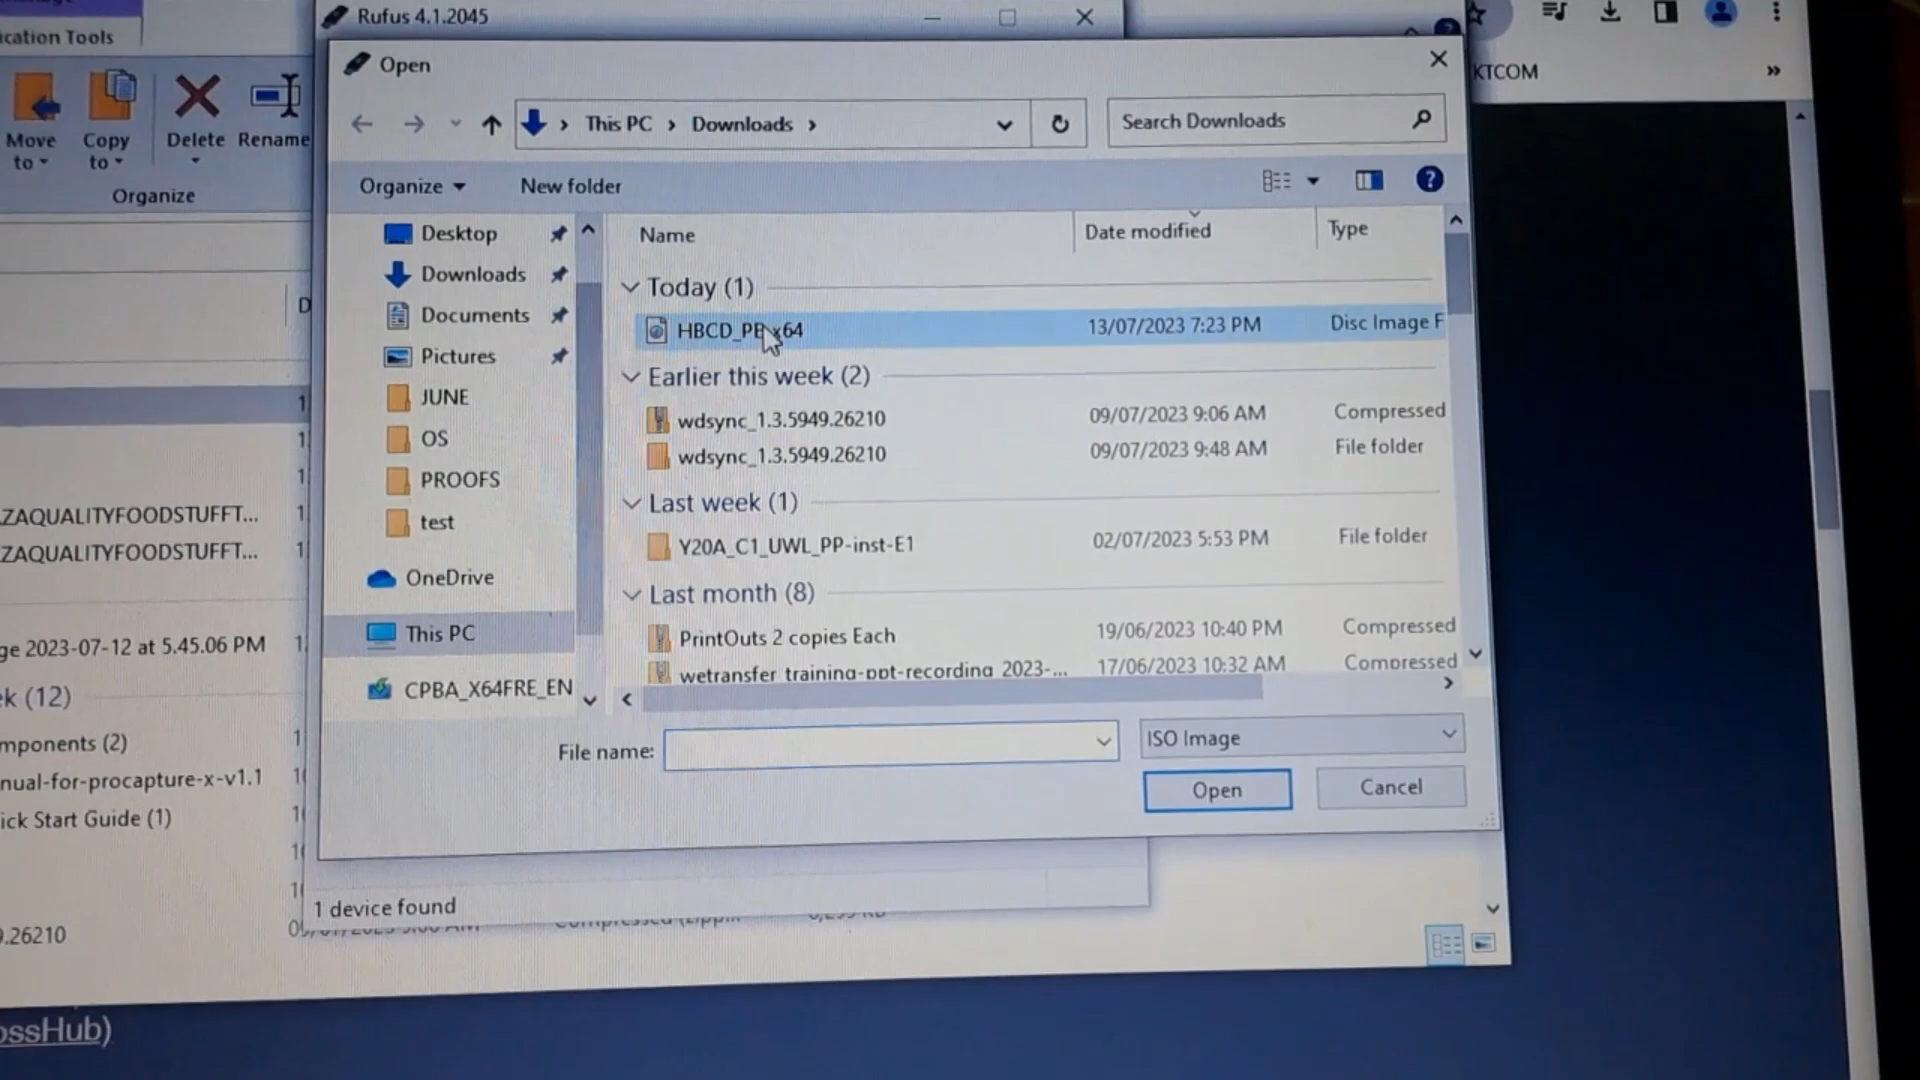 Rufus 4.1.2045
ication Tools
Open
KTCOM
»
This PC > Downloads >
Search Downloads
Move to
Copy to
Delete
Rename
Organize
Organize
New folder
Name
Date modified
Type
Desktop
Downloads
Documents
Pictures
JUNE
OS
PROOFS
test
OneDrive
This PC
CPBA_X64FRE_EN
Today (1)
HBCD_PE_x64 13/07/2023 7:23 PM Disc Image F
Earlier this week (2)
wdsync_1.3.5949.26210 09/07/2023 9:06 AM Compressed
wdsync_1.3.5949.26210 09/07/2023 9:48 AM File folder
Last week (1)
Y20A_C1_UWL_PP-inst-E1 02/07/2023 5:53 PM File folder
Last month (8)
PrintOuts 2 copies Each 19/06/2023 10:40 PM Compressed
wetransfer_training-ppt-recording_2023-... 17/06/2023 10:32 AM Compressed
File name:
ISO Image
Open
Cancel
1 device found
ZAQUALITYFOODSTUFFT...
ZAQUALITYFOODSTUFFT...
ge 2023-07-12 at 5.45.06 PM
ek (12)
mponents (2)
nual-for-procapture-x-v1.1
ick Start Guide (1)
9.26210
ossHub)